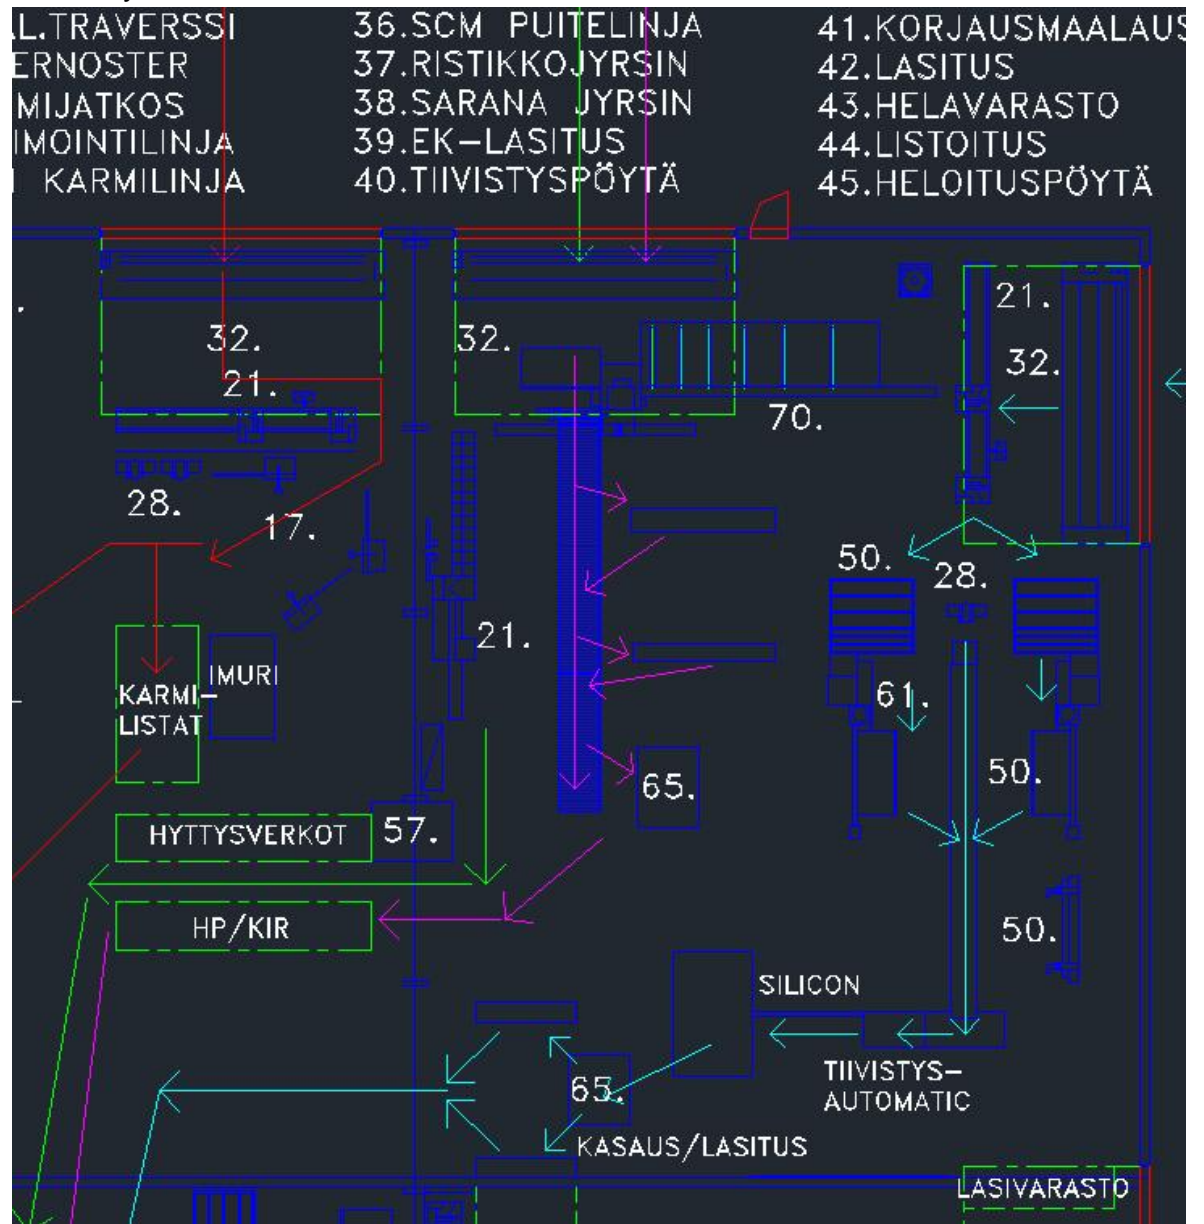 36.SCM PUITELINJA
37.RISTIKKOJYRSIN
38.SARANA JYRSIN
39.EK-LASITUS
40.TIIVISTYSPÖYTÄ
41.KORJAUSMAALAUS
42.LASITUS
43.HELAVARASTO
44.LISTOITUS
45.HELOITUSPÖYTÄ
AL.TRAVERSSI
ERNOSTER
MIJATKOS
IMOINTILINJA
KARMILINJA
32.
32.
21.
32.
21.
70.
28.
17.
50.
28.
21.
IMURI
KARMI-
LISTAT
61.
65.
50.
HYTTYSVERKOT
57.
HP/KIR
50.
SILICON
TIIVISTYS-
AUTOMATIC
65.
KASAUS/LASITUS
LASIVARASTO